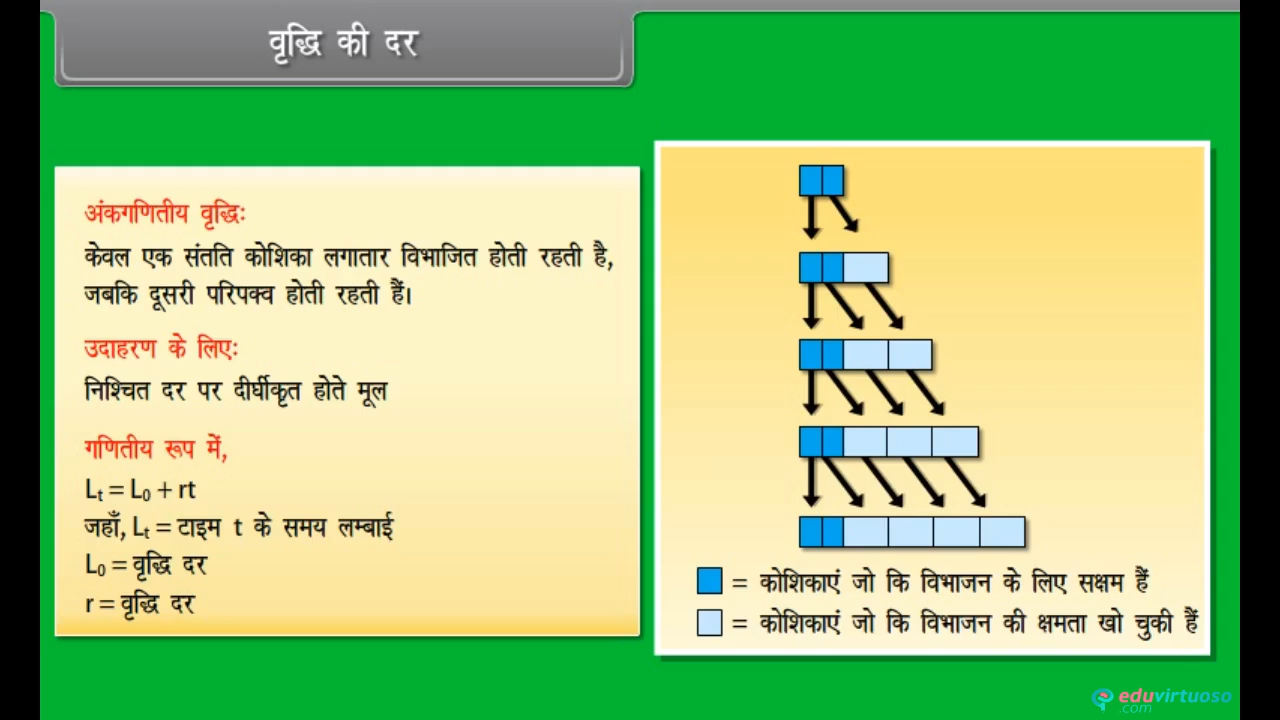 वृद्धि की दर
अंकगणितीय वृद्धिः
केवल एक संतति कोशिका लगातार विभाजित होती रहती है,
जबकि दूसरी परिपक्व होती रहती हैं।
उदाहरण के लिएः
निश्चित दर पर दीर्घीकृत होते मूल
गणितीय रूप में,
Lₜ = L₀ + rt
जहाँ, Lₜ = टाइम t के समय लम्बाई
L₀ = वृद्धि दर
r = वृद्धि दर
= कोशिकाएं जो कि विभाजन के लिए सक्षम हैं
= कोशिकाएं जो कि विभाजन की क्षमता खो चुकी हैं
eduvirtuoso
.com